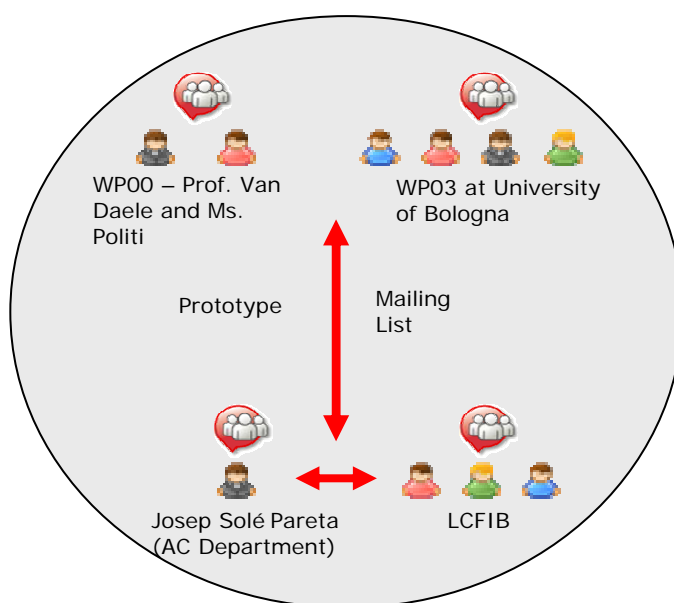 WP00 – Prof. Van
Daele and Ms.
Politi
WP03 at University
of Bologna
Prototype
Mailing
List
Josep Solé Pareta
(AC Department)
LCFIB